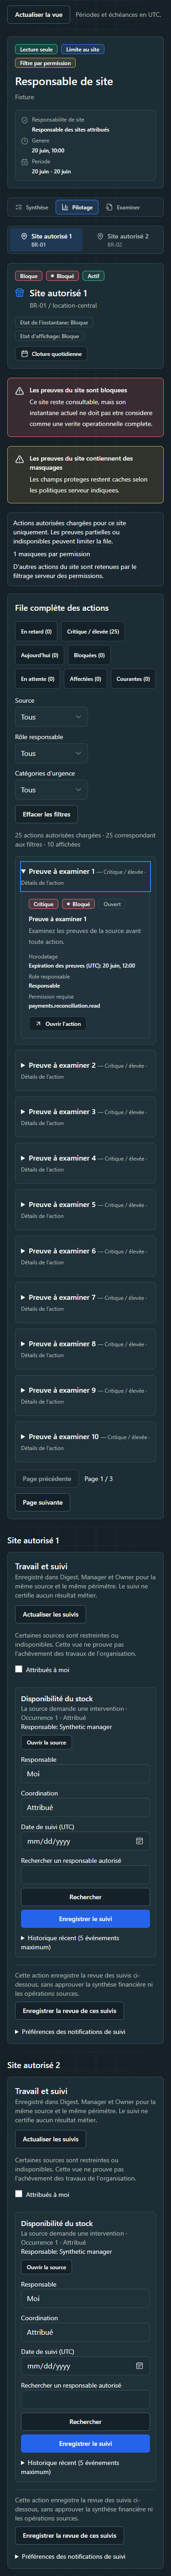 Actualiser la vue
Périodes et échéances en UTC.
Lecture seule
Limite au site
Filtre par permission
Responsable de site
Fixture
Responsabilite de site
Responsable des sites attribués
Genere
20 juin, 10:00
Periode
20 juin - 20 juin
Synthèse
Pilotage
Examiner
Site autorisé 1
BR-01
Site autorisé 2
BR-02
Bloque
Bloqué
Actif
Site autorisé 1
BR-01 / location-central
Etat de l'instantane: Bloque
Etat d'affichage: Bloque
Cloture quotidienne
Les preuves du site sont bloquees
Ce site reste consultable, mais son
instantane actuel ne doit pas etre considere
comme une verite operationnelle complete.
Les preuves du site contiennent des
masquages
Les champs proteges restent caches selon
les politiques serveur indiquees.
Actions autorisées chargées pour ce site
uniquement. Les preuves partielles ou
indisponibles peuvent limiter la file.
1 masquees par permission
D'autres actions du site sont retenues par le
filtrage serveur des permissions.
File complète des actions
En retard (0)
Critique / élevée (25)
Aujourd'hui (0)
Bloquées (0)
En attente (0)
Affectées (0)
Courantes (0)
Source
Tous
Rôle responsable
Tous
Catégories d'urgence
Tous
Effacer les filtres
25 actions autorisées chargées · 25 correspondant
aux filtres · 10 affichées
Preuve à examiner 1 — Critique / élevée ·
Détails de l'action
Critique
Bloqué
Ouvert
Preuve à examiner 1
Examinez les preuves de la source avant
toute action.
Horodatage
Expiration des preuves (UTC): 20 juin, 12:00
Role responsable
Responsable
Permission requise
payments.reconciliation.read
Ouvrir l'action
Preuve à examiner 2 — Critique / élevée ·
Détails de l'action
Preuve à examiner 3 — Critique / élevée ·
Détails de l'action
Preuve à examiner 4 — Critique / élevée ·
Détails de l'action
Preuve à examiner 5 — Critique / élevée ·
Détails de l'action
Preuve à examiner 6 — Critique / élevée ·
Détails de l'action
Preuve à examiner 7 — Critique / élevée ·
Détails de l'action
Preuve à examiner 8 — Critique / élevée ·
Détails de l'action
Preuve à examiner 9 — Critique / élevée ·
Détails de l'action
Preuve à examiner 10 — Critique / élevée ·
Détails de l'action
Page précédente
Page 1 / 3
Page suivante
Site autorisé 1
Travail et suivi
Enregistré dans Digest, Manager et Owner pour la
même source et le même périmètre. Le suivi ne
certifie aucun résultat métier.
Actualiser les suivis
Certaines sources sont restreintes ou
indisponibles. Cette vue ne prouve pas
l'achèvement des travaux de l'organisation.
Attribués à moi
Disponibilité du stock
La source demande une intervention ·
Occurrence 1 · Attribué
Responsable: Synthetic manager
Ouvrir la source
Responsable
Moi
Coordination
Attribué
Date de suivi (UTC)
mm/dd/yyyy
Rechercher un responsable autorisé
Rechercher
Enregistrer le suivi
Historique récent (5 événements
maximum)
Cette action enregistre la revue des suivis ci-
dessous, sans approuver la synthèse financière ni
les opérations sources.
Enregistrer la revue de ces suivis
Préférences des notifications de suivi
Site autorisé 2
Travail et suivi
Enregistré dans Digest, Manager et Owner pour la
même source et le même périmètre. Le suivi ne
certifie aucun résultat métier.
Actualiser les suivis
Certaines sources sont restreintes ou
indisponibles. Cette vue ne prouve pas
l'achèvement des travaux de l'organisation.
Attribués à moi
Disponibilité du stock
La source demande une intervention ·
Occurrence 1 · Attribué
Responsable: Synthetic manager
Ouvrir la source
Responsable
Moi
Coordination
Attribué
Date de suivi (UTC)
mm/dd/yyyy
Rechercher un responsable autorisé
Rechercher
Enregistrer le suivi
Historique récent (5 événements
maximum)
Cette action enregistre la revue des suivis ci-
dessous, sans approuver la synthèse financière ni
les opérations sources.
Enregistrer la revue de ces suivis
Préférences des notifications de suivi